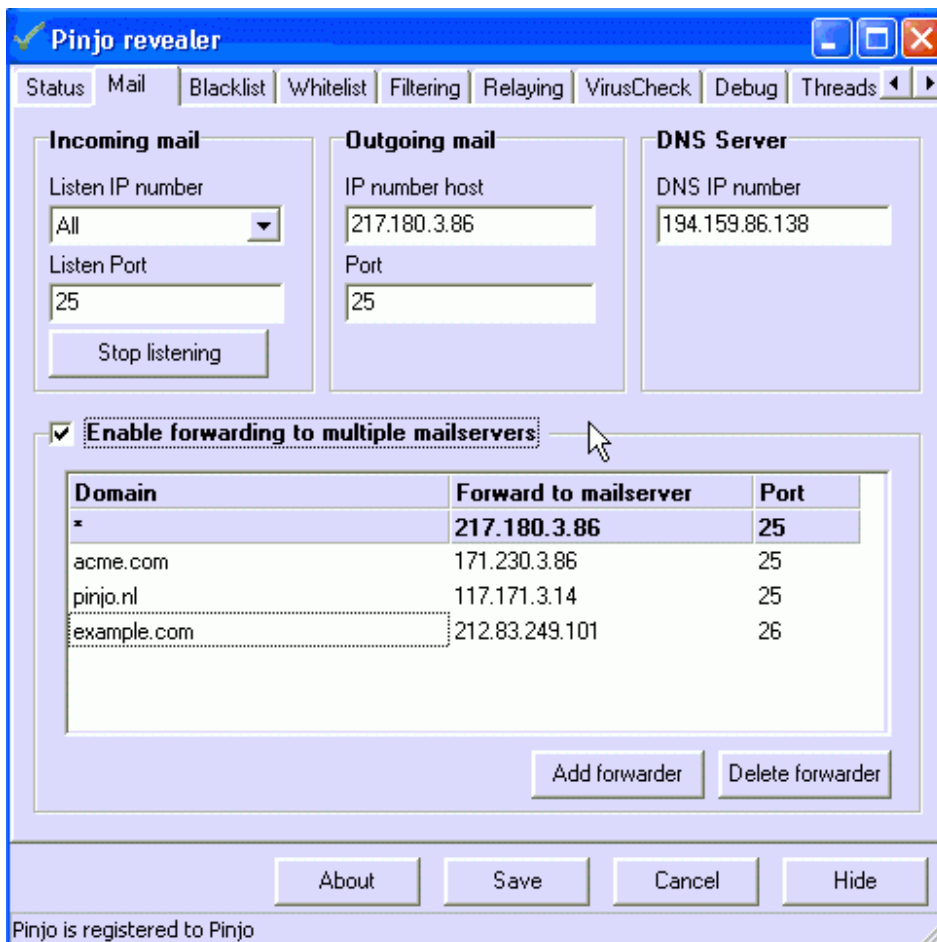 Pinjo revealer
Status Mail Blacklist Whitelist Filtering Relaying VirusCheck Debug Threads
Incoming mail
Listen IP number
All
Listen Port
25
Stop listening
Outgoing mail
IP number host
217.180.3.86
Port
25
DNS Server
DNS IP number
194.159.86.138
Enable forwarding to multiple mailservers
Domain Forward to mailserver Port
* 217.180.3.86 25
acme.com 171.230.3.86 25
pinjo.nl 117.171.3.14 25
example.com 212.83.249.101 26
Add forwarder Delete forwarder
About Save Cancel Hide
Pinjo is registered to Pinjo